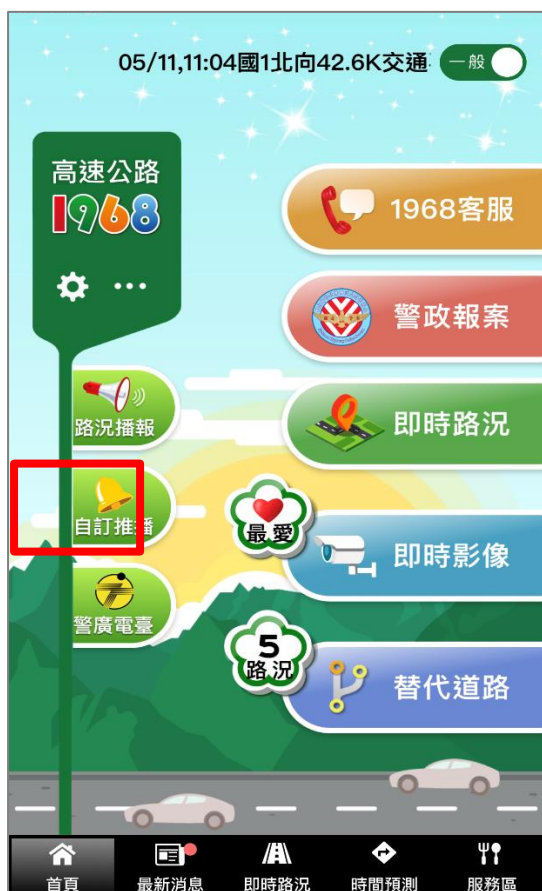 05/11,11:04國1北向42.6K交通
一般
高速公路
1968
1968客服
警政報案
路況播報
即時路況
自訂推播
最愛
即時影像
警廣電臺
5
路況
替代道路
首頁
最新消息
即時路況
時間預測
服務區